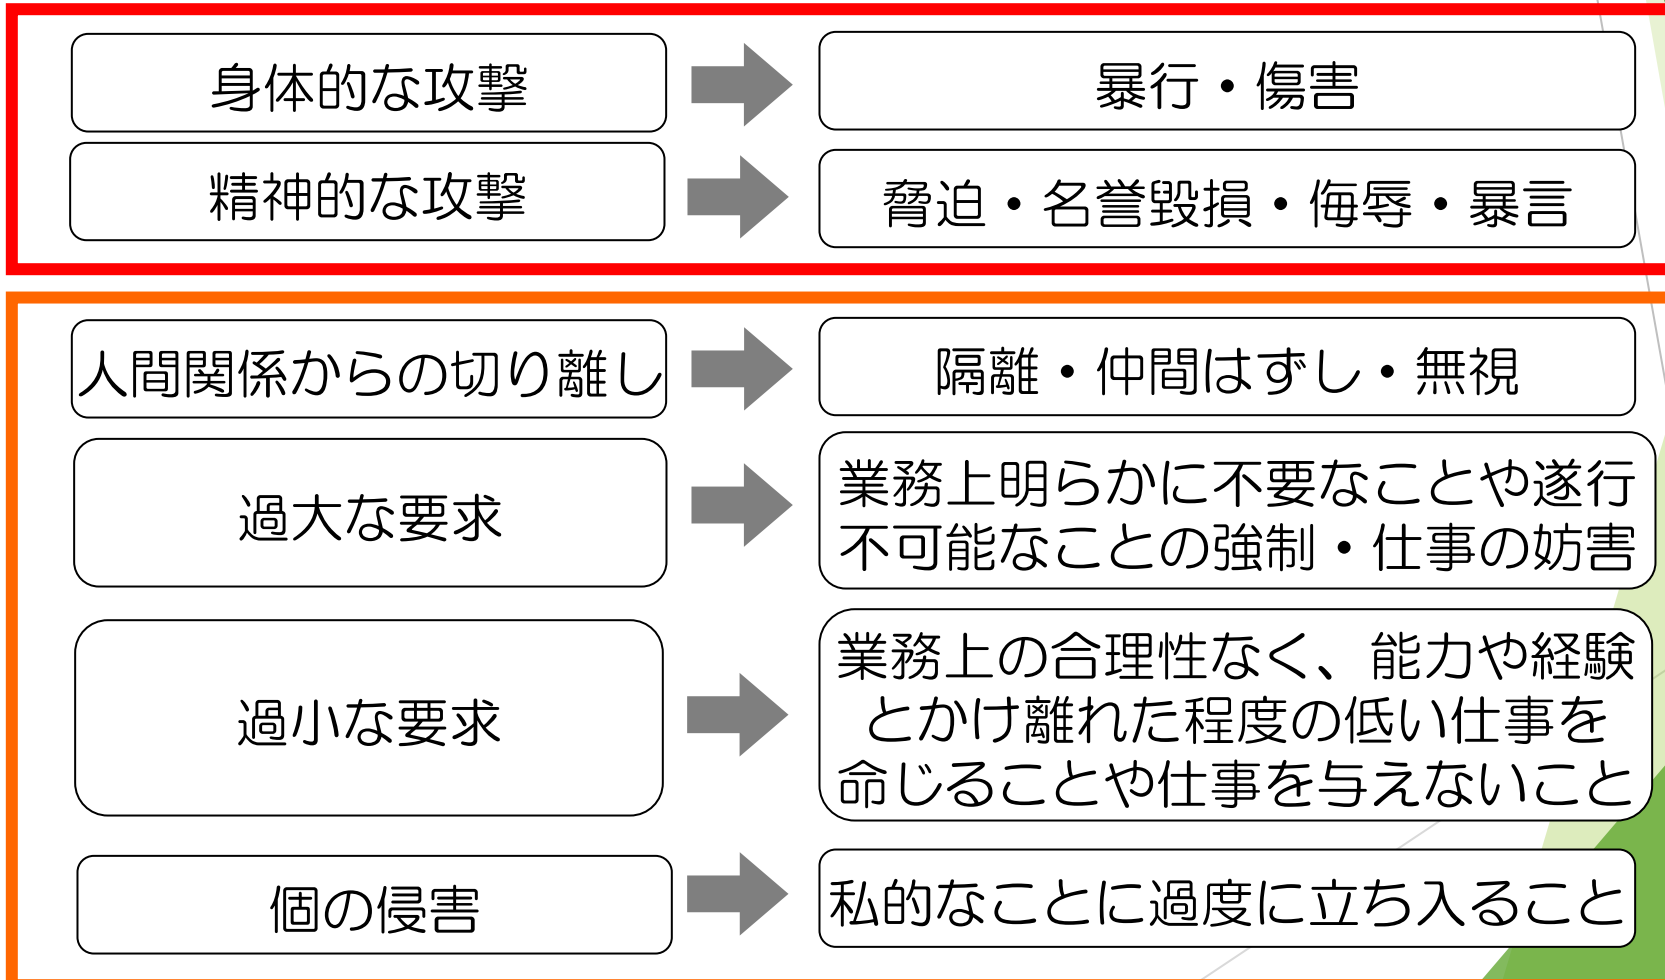 身体的な攻撃
暴行・傷害
精神的な攻撃
脅迫・名誉毀損・侮辱・暴言
人間関係からの切り離し
隔離・仲間はずし・無視
過大な要求
業務上明らかに不要なことや遂行
不可能なことの強制・仕事の妨害
過小な要求
業務上の合理性なく、能力や経験
とかけ離れた程度の低い仕事を
命じることや仕事を与えないこと
個の侵害
私的なことに過度に立ち入ること